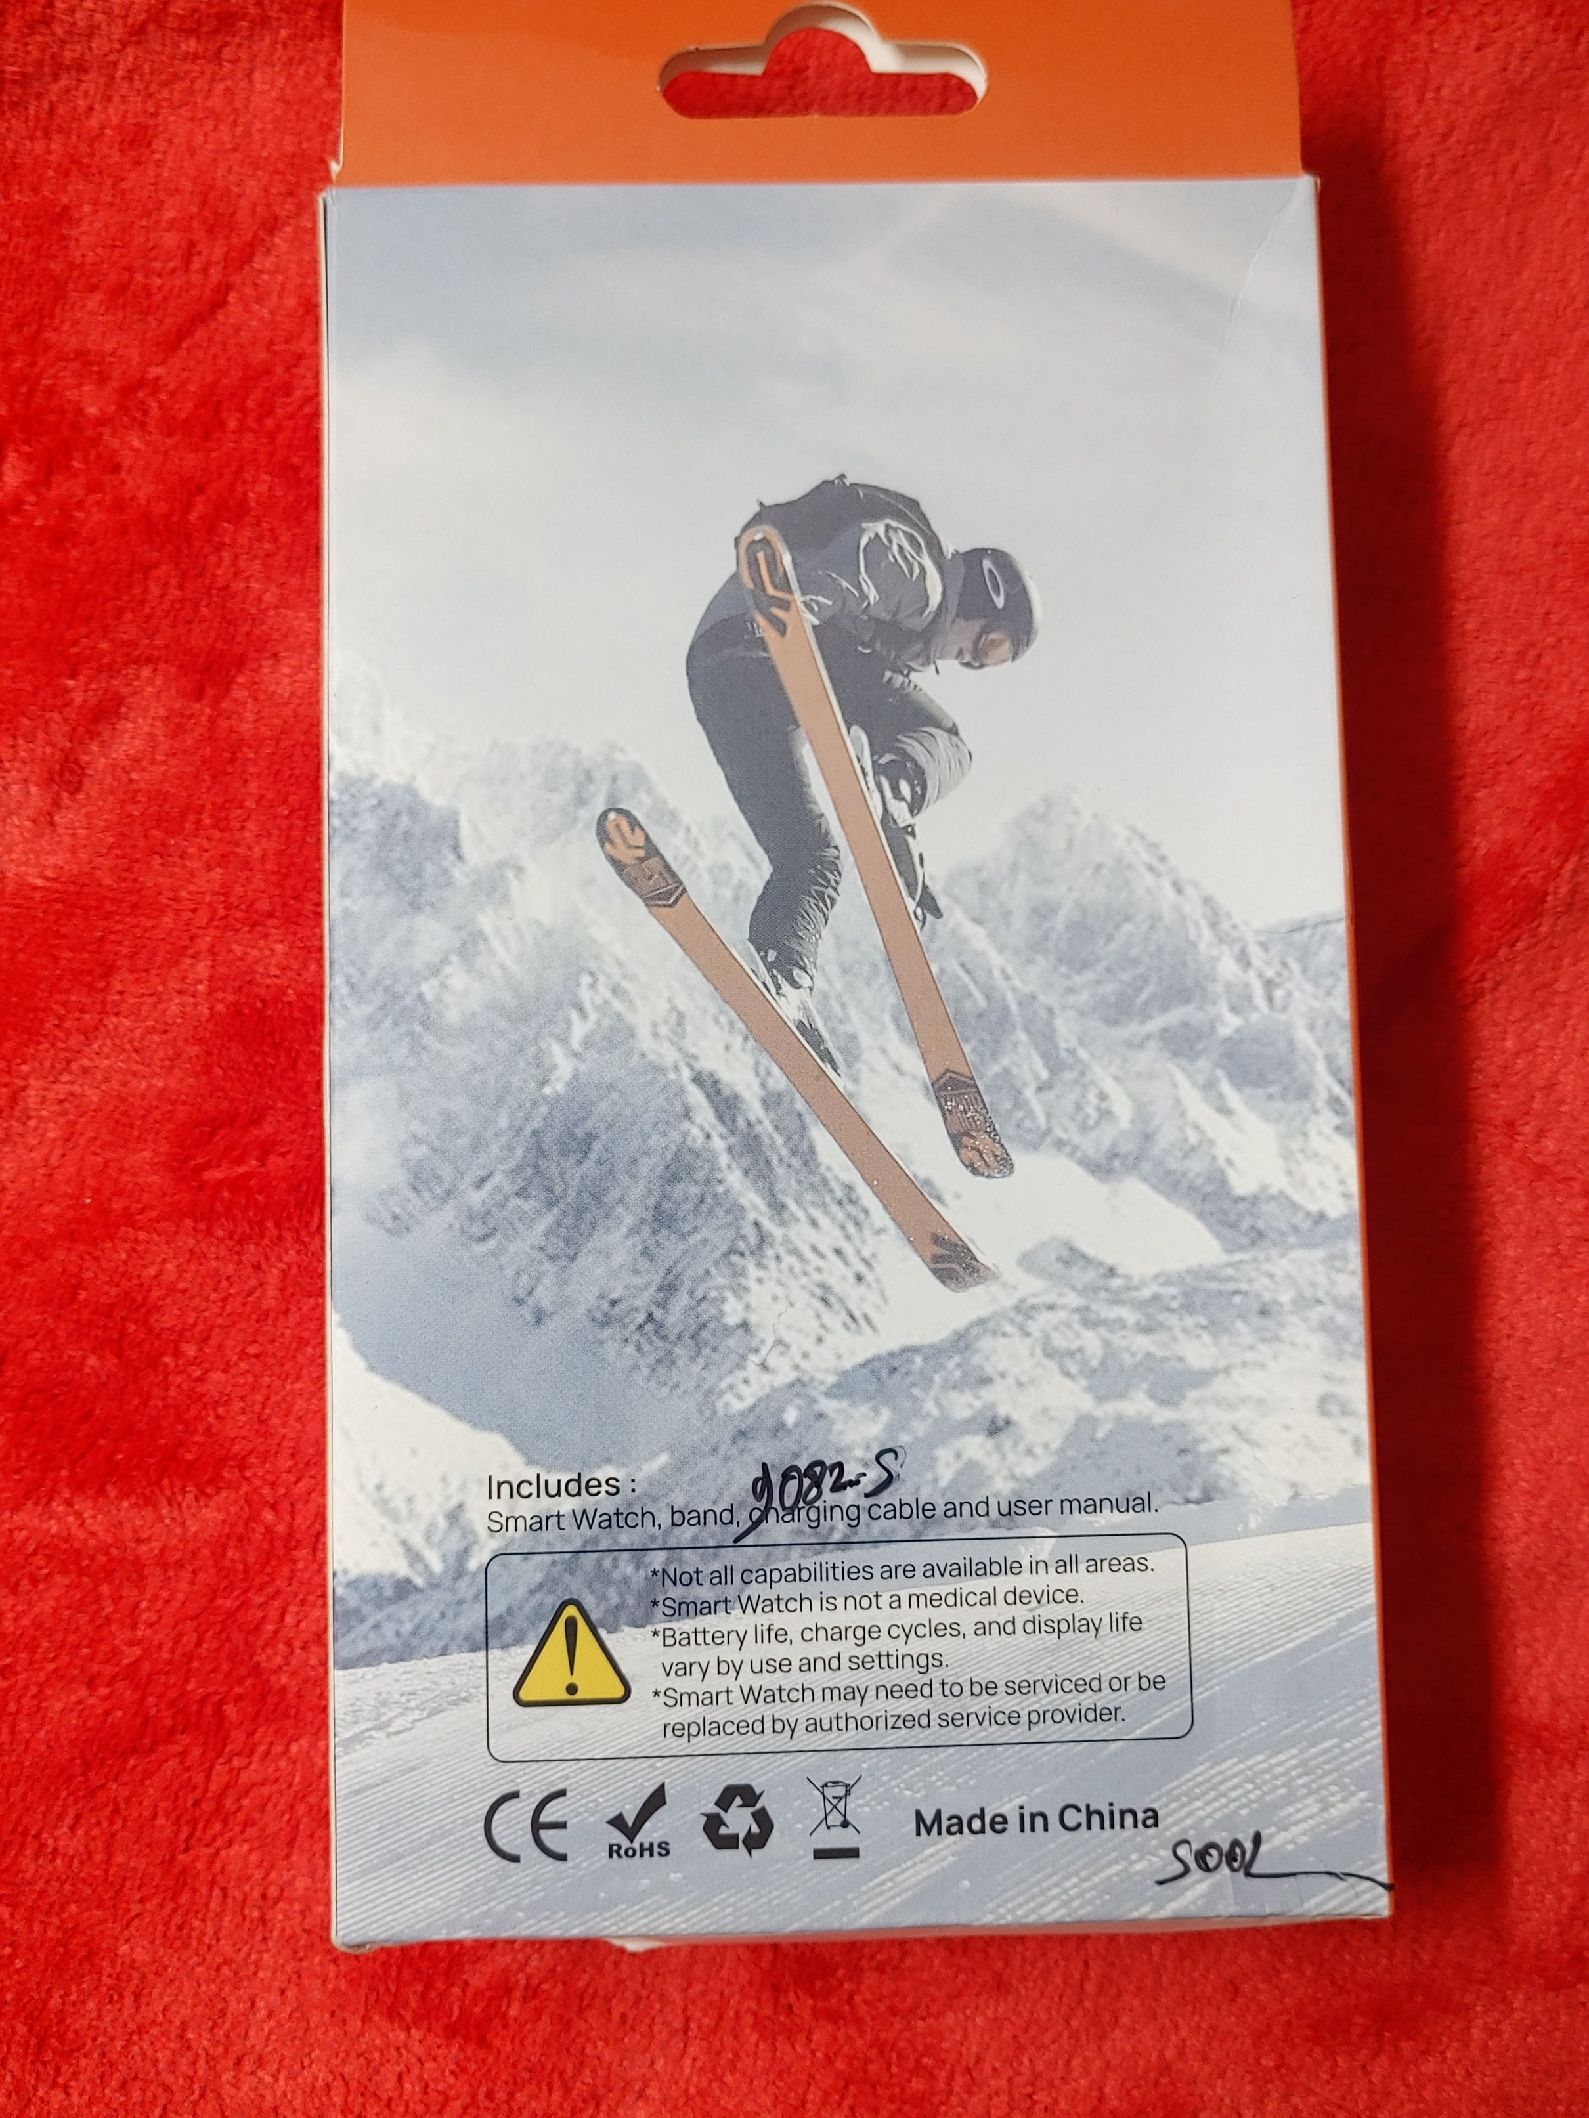 Includes :
9082-S
Smart Watch, band, charging cable and user manual.
*Not all capabilities are available in all areas.
*Smart Watch is not a medical device.
*Battery life, charge cycles, and display life
vary by use and settings.
*Smart Watch may need to be serviced or be
replaced by authorized service provider.
CE
RoHS
Made in China